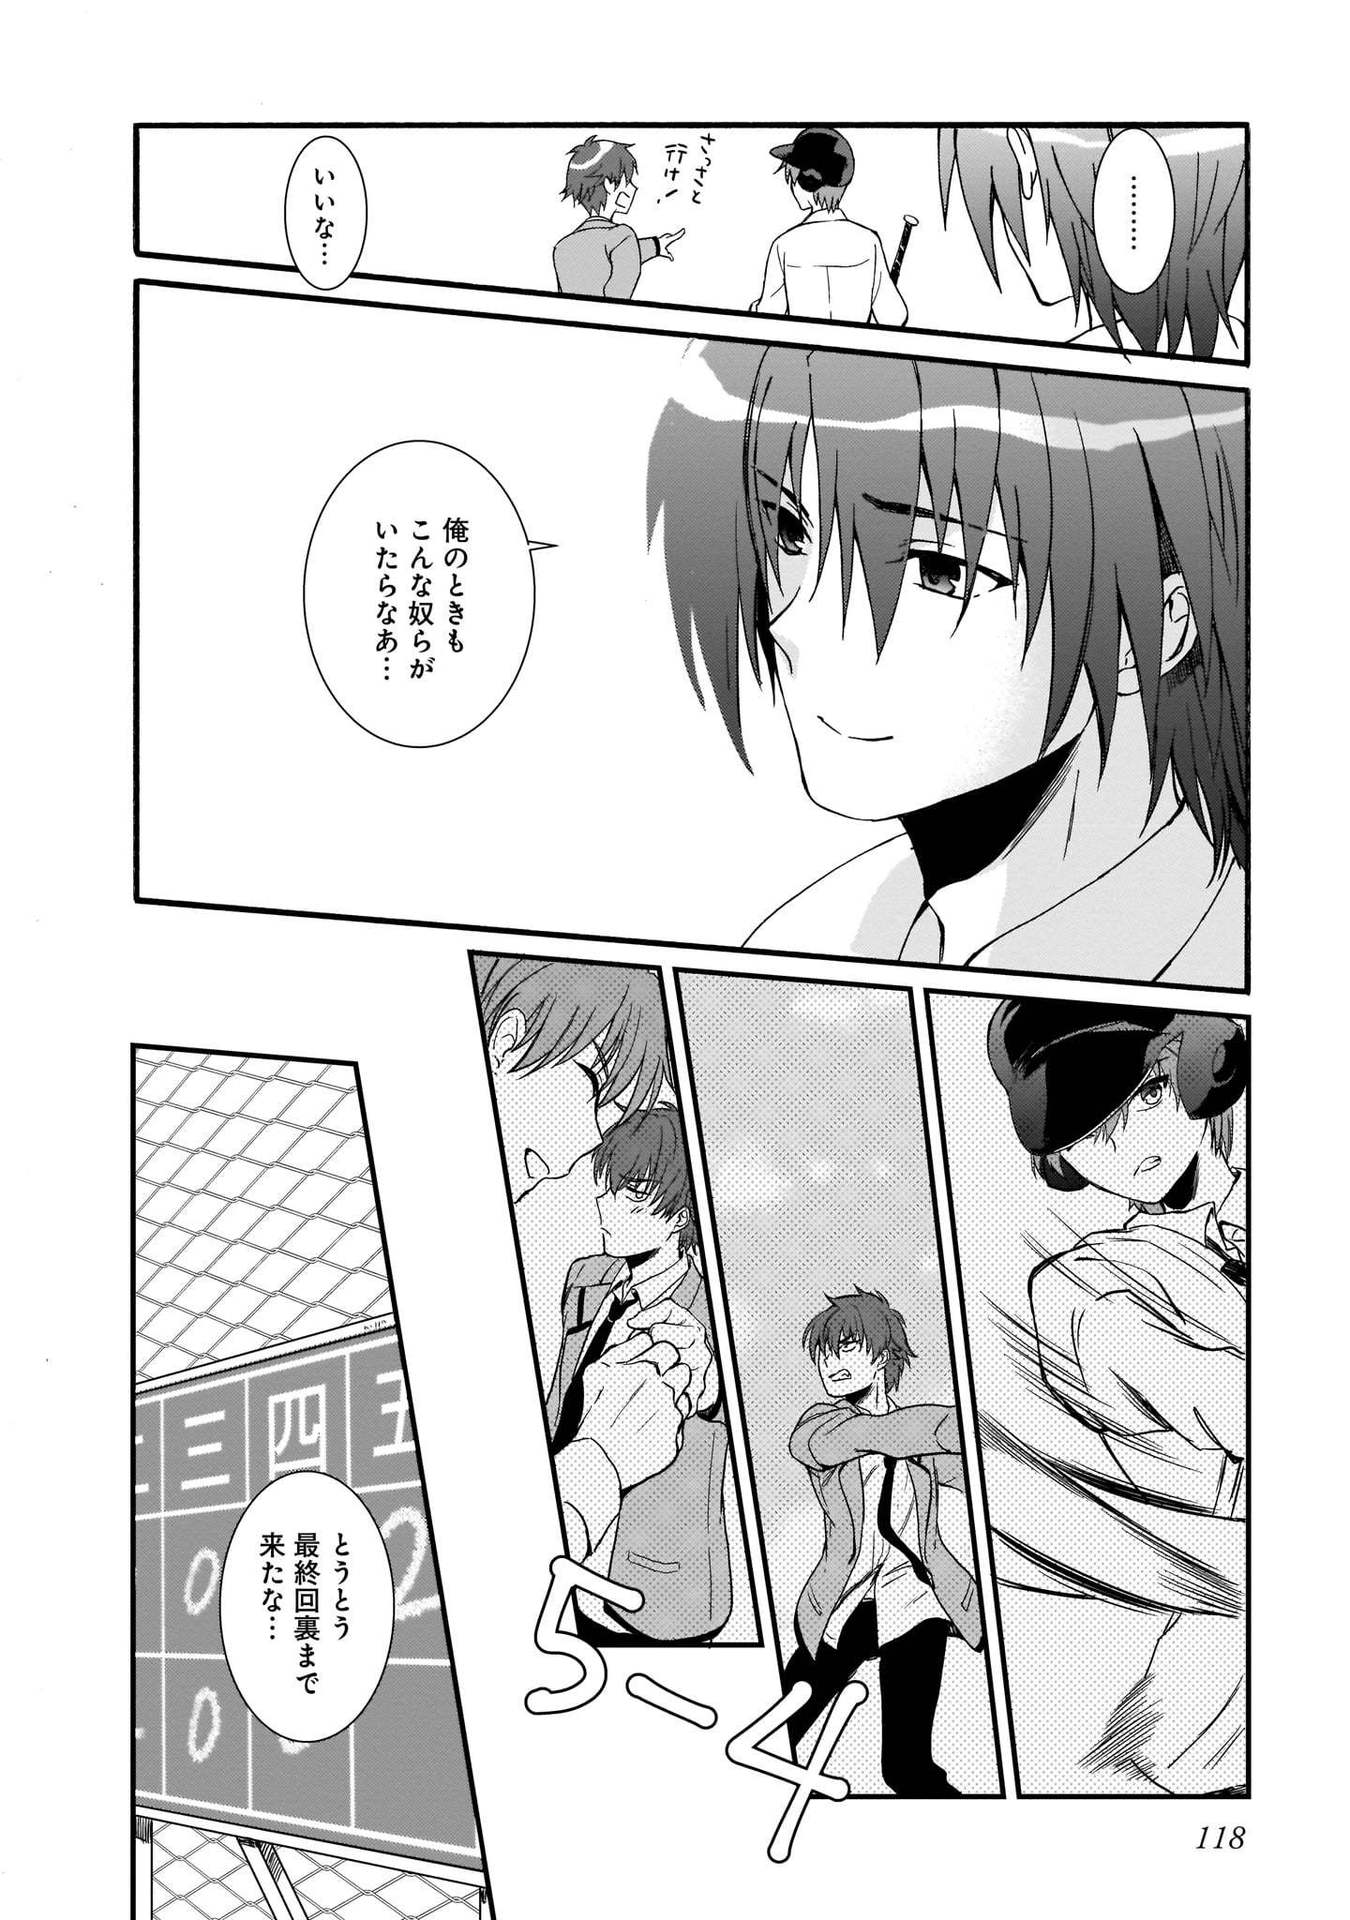 ………
さっさと
行け！
いいな…
俺のときも
こんな奴らが
いたらなあ…
5-4
三 四 五
0 2
0
とうとう
最終回裏まで
来たな…
118